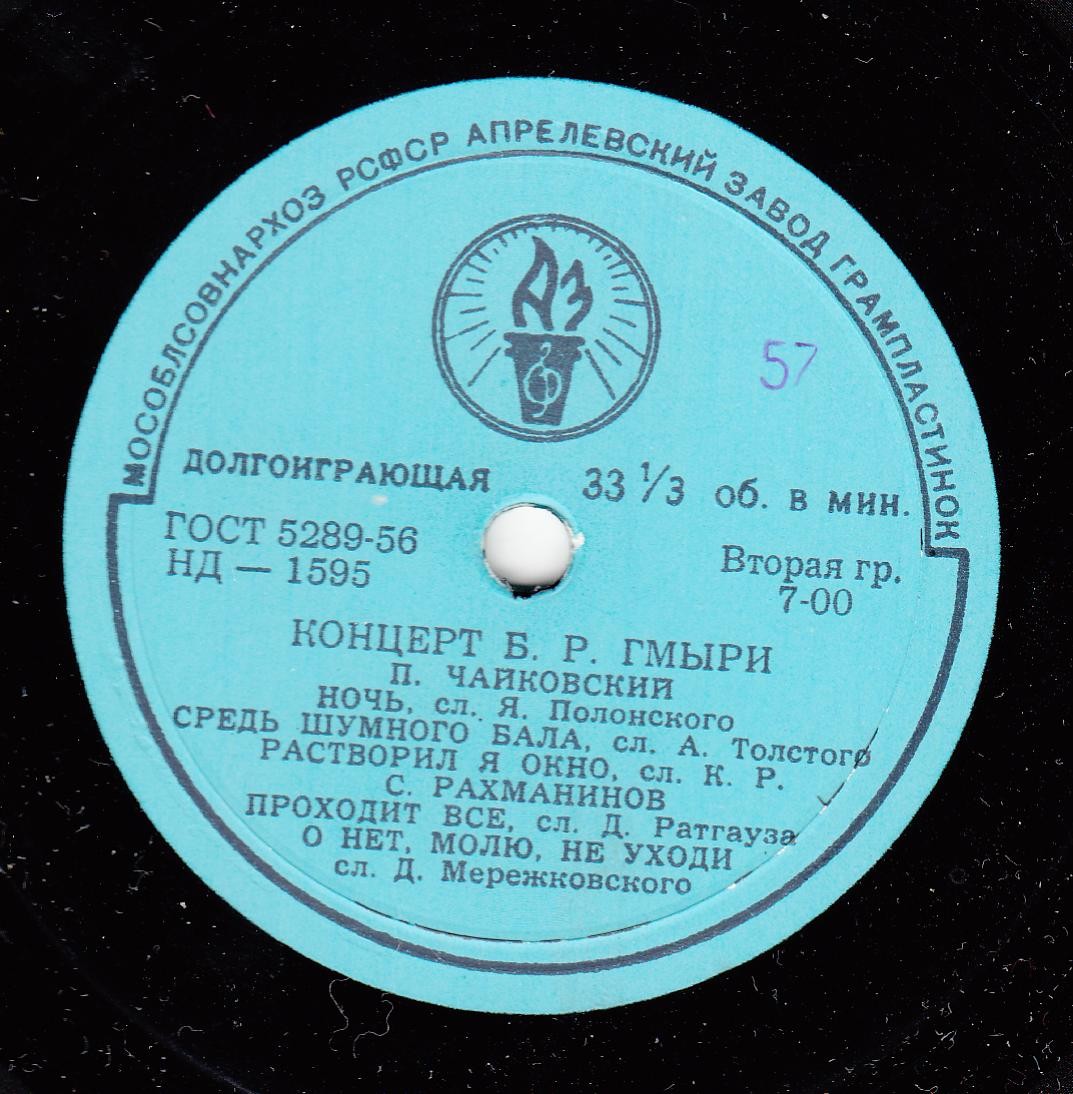 МОСОБЛСОВНАРХОЗ РСФСР АПРЕЛЕВСКИЙ ЗАВОД ГРАМПЛАСТИНОК
АЗ
57
ДОЛГОИГРАЮЩАЯ 33 1/3 об. в мин.
ГОСТ 5289-56
НД — 1595
Вторая гр.
7-00
КОНЦЕРТ Б. Р. ГМЫРИ
П. ЧАЙКОВСКИЙ
НОЧЬ, сл. Я. Полонского
СРЕДЬ ШУМНОГО БАЛА, сл. А. Толстого
РАСТВОРИЛ Я ОКНО, сл. К. Р.
С. РАХМАНИНОВ
ПРОХОДИТ ВСЕ, сл. Д. Ратгауза
О НЕТ, МОЛЮ, НЕ УХОДИ
сл. Д. Мережковского